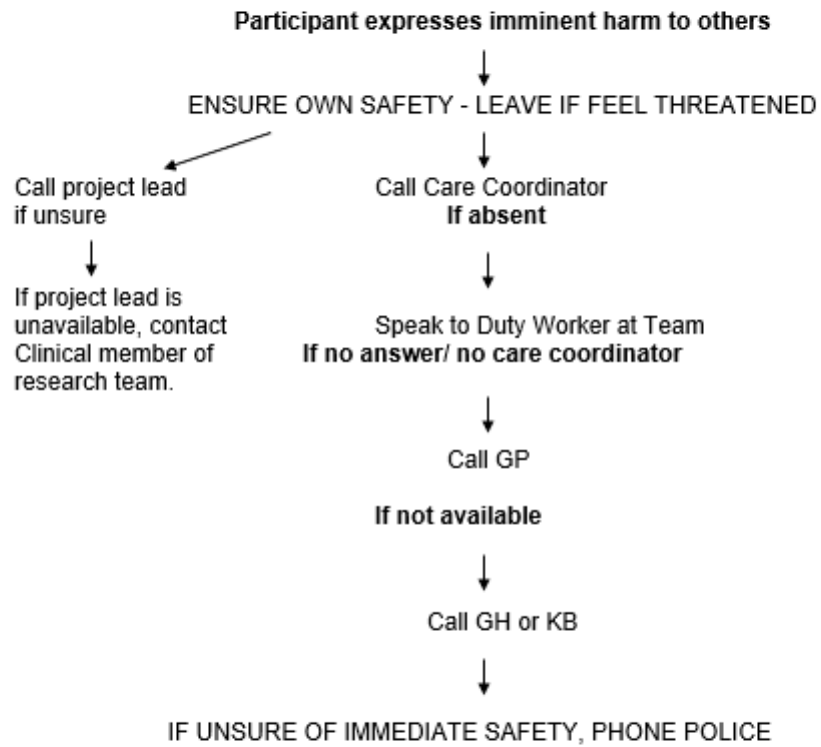 Participant expresses imminent harm to others
ENSURE OWN SAFETY - LEAVE IF FEEL THREATENED
Call project lead
if unsure
If project lead is
unavailable, contact
Clinical member of
research team.
Call Care Coordinator
If absent
Speak to Duty Worker at Team
If no answer/ no care coordinator
Call GP
If not available
Call GH or KB
IF UNSURE OF IMMEDIATE SAFETY, PHONE POLICE